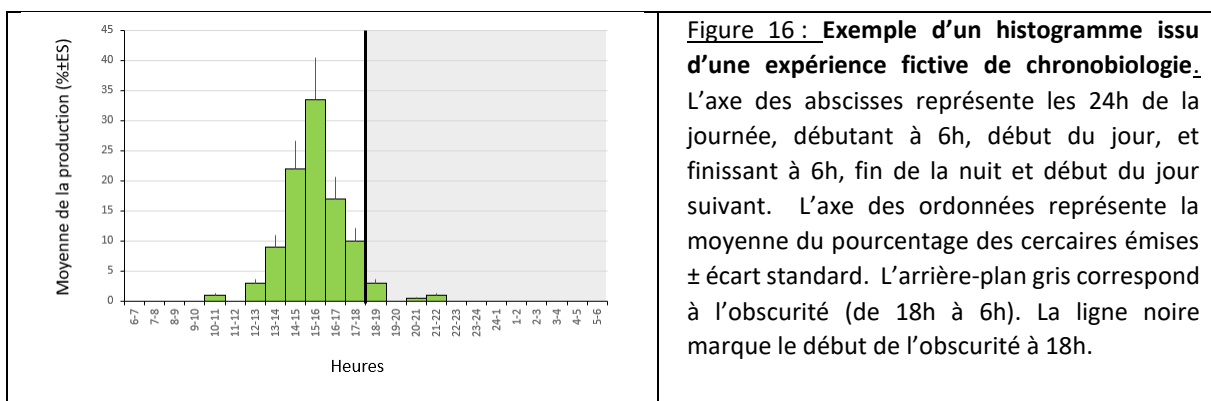 45
40
35
30
25
20
15
10
5
0
Moyenne de la production (%±ES)
6-7
7-8
8-9
9-10
10-11
11-12
12-13
13-14
14-15
15-16
16-17
17-18
18-19
19-20
20-21
21-22
22-23
23-24
24-1
1-2
2-3
3-4
4-5
5-6
Heures
Figure 16 : Exemple d’un histogramme issu
d’une expérience fictive de chronobiologie.
L’axe des abscisses représente les 24h de la
journée, débutant à 6h, début du jour, et
finissant à 6h, fin de la nuit et début du jour
suivant. L’axe des ordonnées représente la
moyenne du pourcentage des cercaires émises
± écart standard. L’arrière-plan gris correspond
à l’obscurité (de 18h à 6h). La ligne noire
marque le début de l’obscurité à 18h.